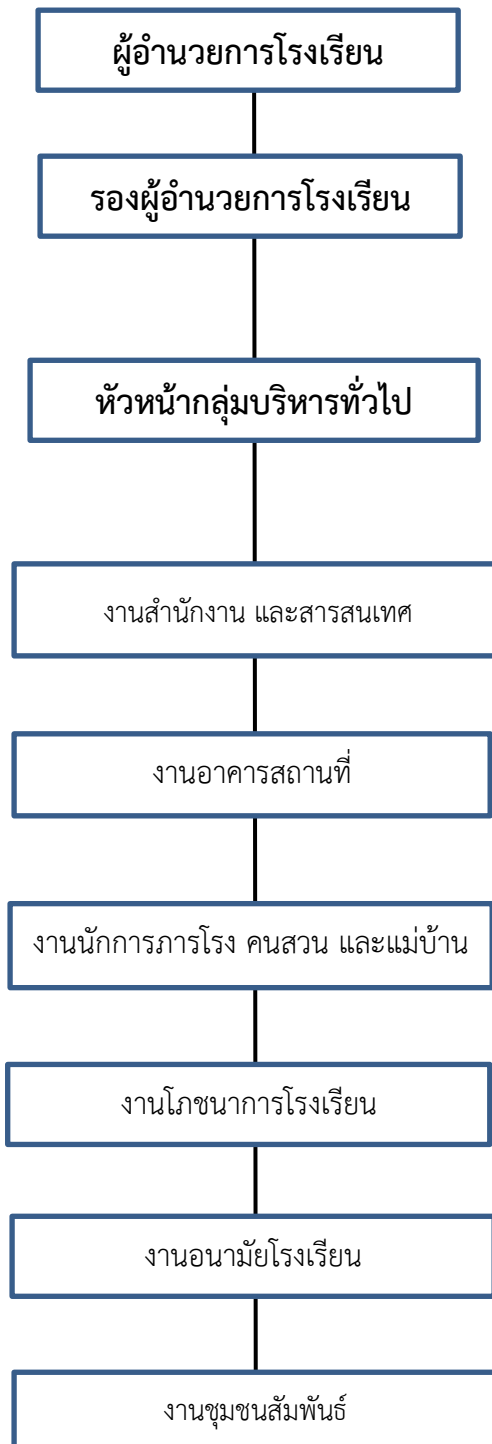 ผู้อำนวยการโรงเรียน
รองผู้อำนวยการโรงเรียน
หัวหน้ากลุ่มบริหารทั่วไป
งานสำนักงาน และสารสนเทศ
งานอาคารสถานที่
งานนักการภารโรง คนสวน และแม่บ้าน
งานโภชนาการโรงเรียน
งานอนามัยโรงเรียน
งานชุมชนสัมพันธ์